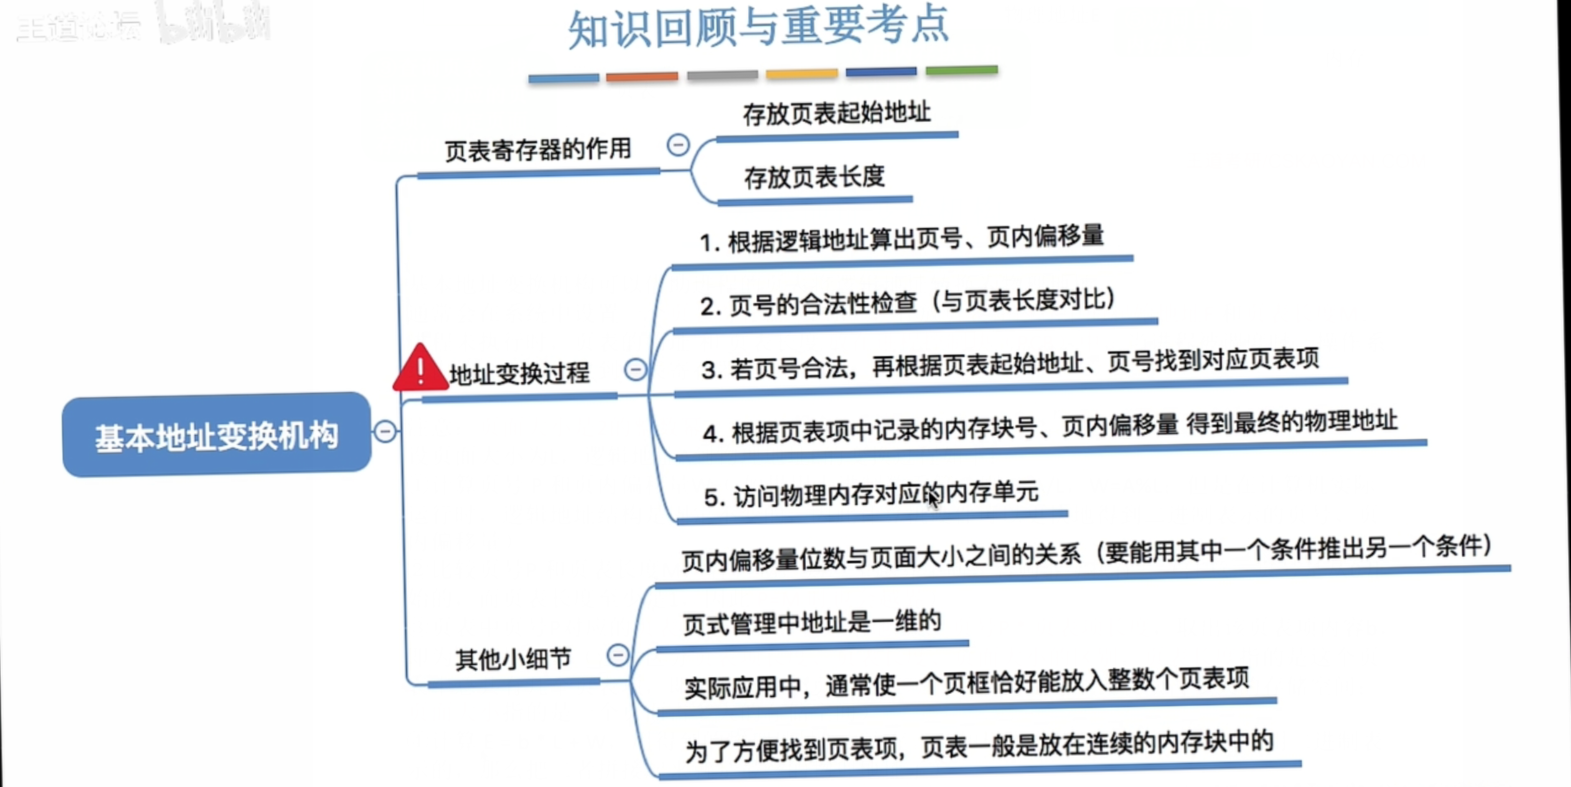 王道论坛 bilibili
知识回顾与重要考点
存放页表起始地址
页表寄存器的作用
存放页表长度
1. 根据逻辑地址算出页号、页内偏移量
2. 页号的合法性检查（与页表长度对比）
地址变换过程
3. 若页号合法，再根据页表起始地址、页号找到对应页表项
基本地址变换机构
4. 根据页表项中记录的内存块号、页内偏移量 得到最终的物理地址
5. 访问物理内存对应的内存单元
页内偏移量位数与页面大小之间的关系（要能用其中一个条件推出另一个条件）
页式管理中地址是一维的
其他小细节
实际应用中，通常使一个页框恰好能放入整数个页表项
为了方便找到页表项，页表一般是放在连续的内存块中的